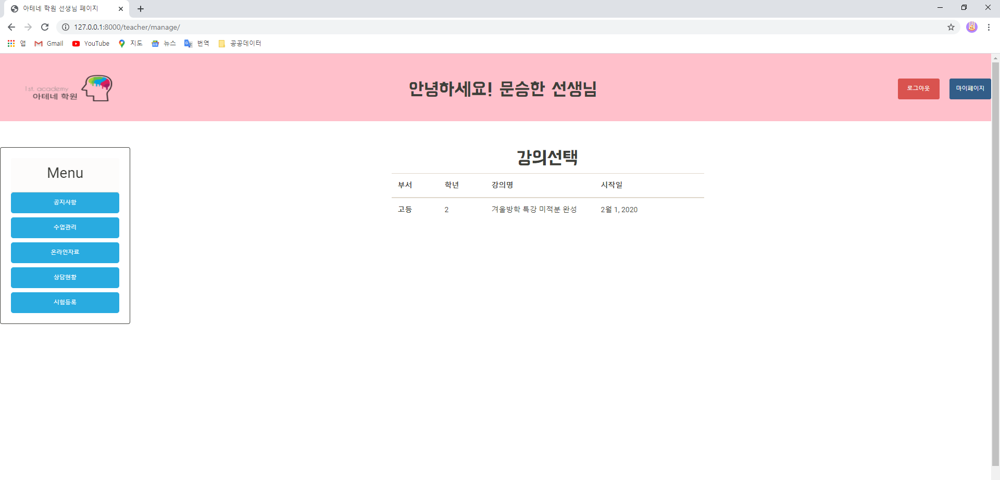 아테네 학원 선생님 페이지
127.0.0.1:8000/teacher/manage/
앱 Gmail YouTube 지도 뉴스 번역 공공데이터
1st. academy
아테네 학원
안녕하세요! 문승한 선생님
로그아웃 마이페이지
Menu
공지사항
수업관리
온라인자료
상담현황
시험등록
강의선택
부서 학년 강의명 시작일
고등 2 겨울방학 특강 미적분 완성 2월 1, 2020